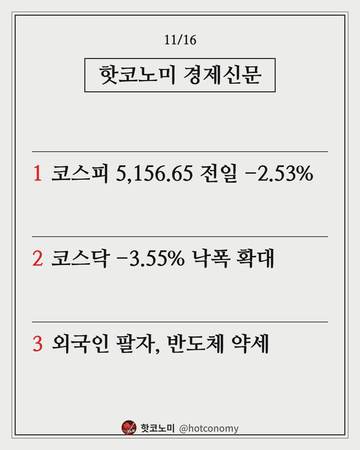 11/16
핫코노미 경제신문
1 코스피 5,156.65 전일 -2.53%
2 코스닥 -3.55% 낙폭 확대
3 외국인 팔자, 반도체 약세
핫코노미 @hotconomy